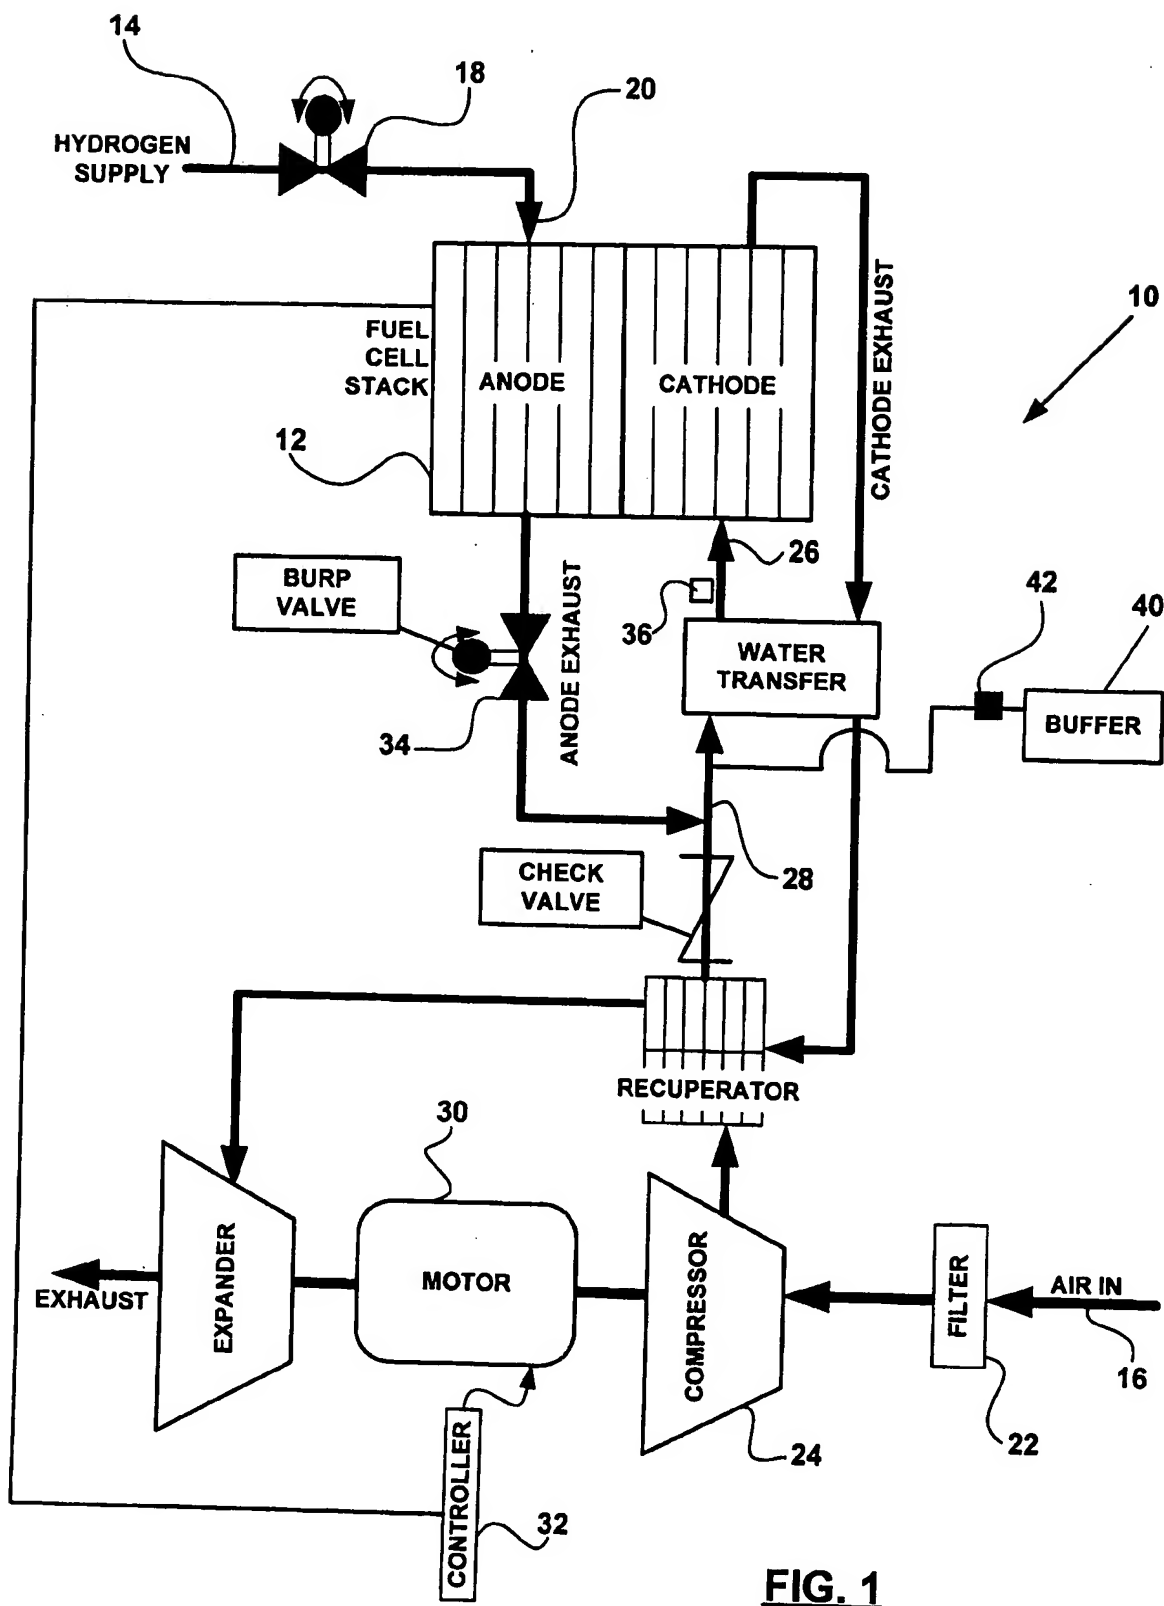 14
18
20
HYDROGEN
SUPPLY
10
FUEL
CELL
STACK
ANODE
CATHODE
CATHODE EXHAUST
12
BURP
VALVE
ANODE EXHAUST
26
36
42
40
WATER
TRANSFER
BUFFER
34
CHECK
VALVE
28
RECUPERATOR
30
EXPANDER
MOTOR
COMPRESSOR
FILTER
AIR IN
EXHAUST
16
22
24
CONTROLLER
32
FIG. 1